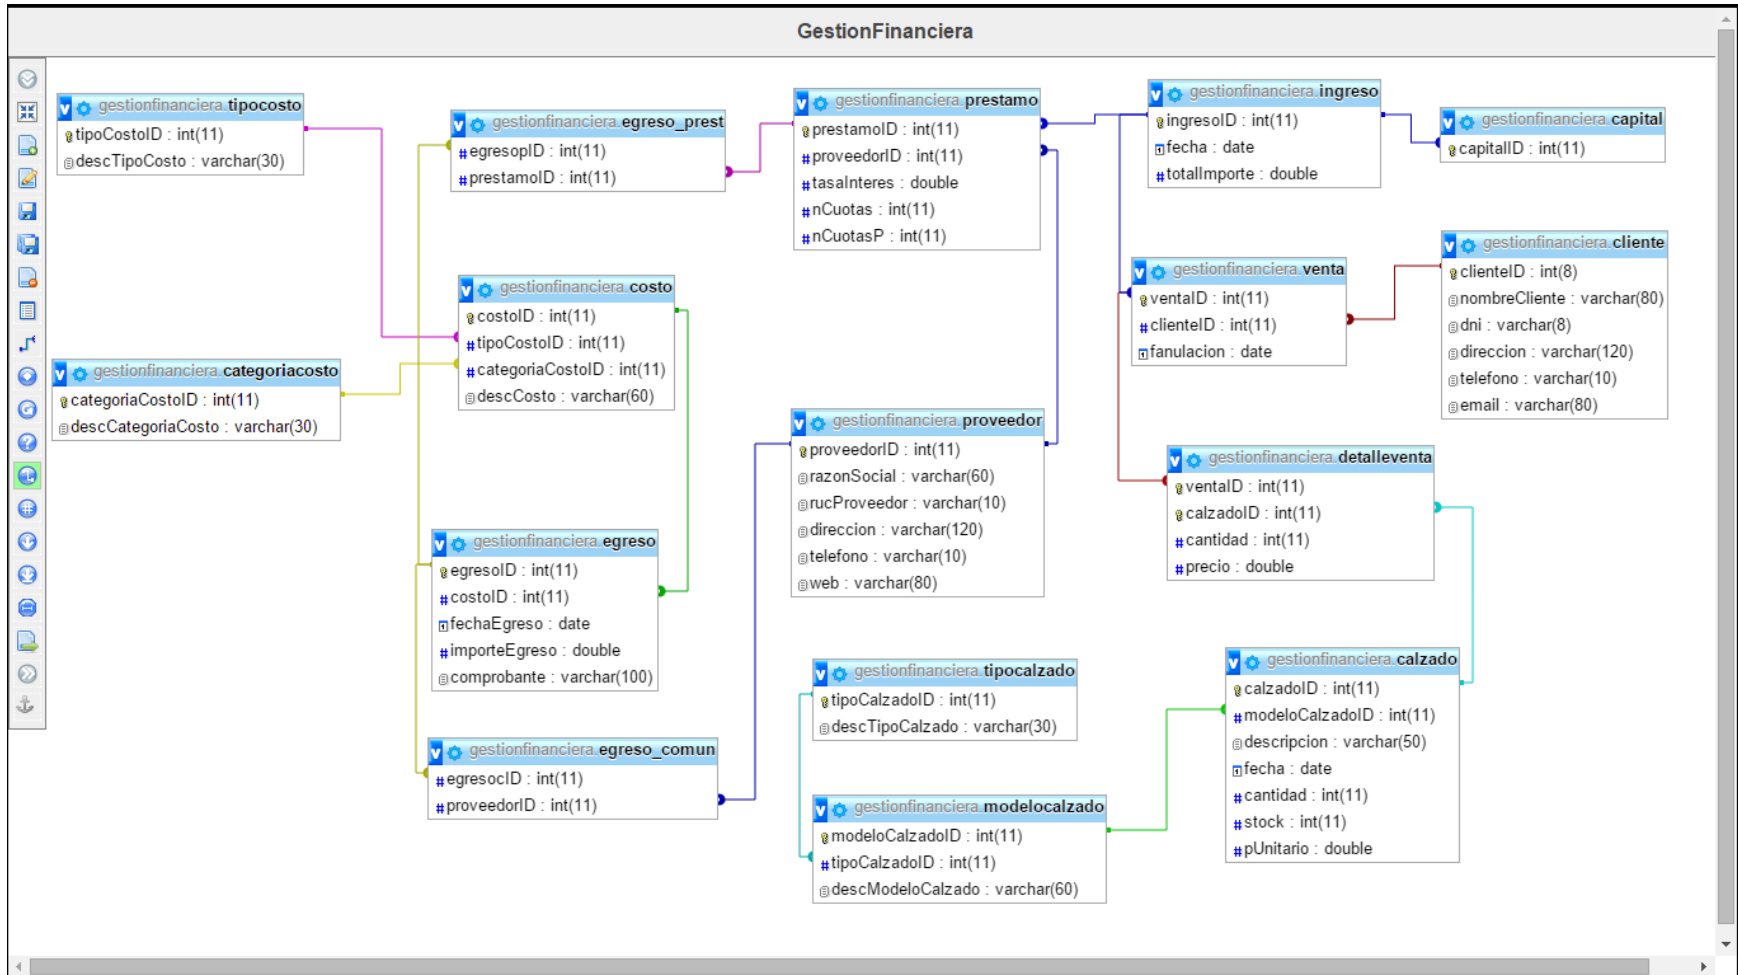 GestionFinanciera
gestionfinanciera.tipocosto
tipoCostoID : int(11)
descTipoCosto : varchar(30)
gestionfinanciera.categoriacosto
categoriaCostoID : int(11)
descCategoriaCosto : varchar(30)
gestionfinanciera.egreso_prest
egresopID : int(11)
prestamoID : int(11)
gestionfinanciera.costo
costoID : int(11)
tipoCostoID : int(11)
categoriaCostoID : int(11)
descCosto : varchar(60)
gestionfinanciera.egreso
egresoID : int(11)
costoID : int(11)
fechaEgreso : date
importeEgreso : double
comprobante : varchar(100)
gestionfinanciera.egreso_comun
egresocID : int(11)
proveedorID : int(11)
gestionfinanciera.prestamo
prestamoID : int(11)
proveedorID : int(11)
tasaInteres : double
nCuotas : int(11)
nCuotasP : int(11)
gestionfinanciera.proveedor
proveedorID : int(11)
razonSocial : varchar(60)
rucProveedor : varchar(10)
direccion : varchar(120)
telefono : varchar(10)
web : varchar(80)
gestionfinanciera.tipocalzado
tipoCalzadoID : int(11)
descTipoCalzado : varchar(30)
gestionfinanciera.modelocalzado
modeloCalzadoID : int(11)
tipoCalzadoID : int(11)
descModeloCalzado : varchar(60)
gestionfinanciera.ingreso
ingresoID : int(11)
fecha : date
totalImporte : double
gestionfinanciera.capital
capitalID : int(11)
gestionfinanciera.venta
ventaID : int(11)
clienteID : int(11)
fanulacion : date
gestionfinanciera.cliente
clienteID : int(8)
nombreCliente : varchar(80)
dni : varchar(8)
direccion : varchar(120)
telefono : varchar(10)
email : varchar(80)
gestionfinanciera.detalleventa
ventaID : int(11)
calzadoID : int(11)
cantidad : int(11)
precio : double
gestionfinanciera.calzado
calzadoID : int(11)
modeloCalzadoID : int(11)
descripcion : varchar(50)
fecha : date
cantidad : int(11)
stock : int(11)
pUnitario : double